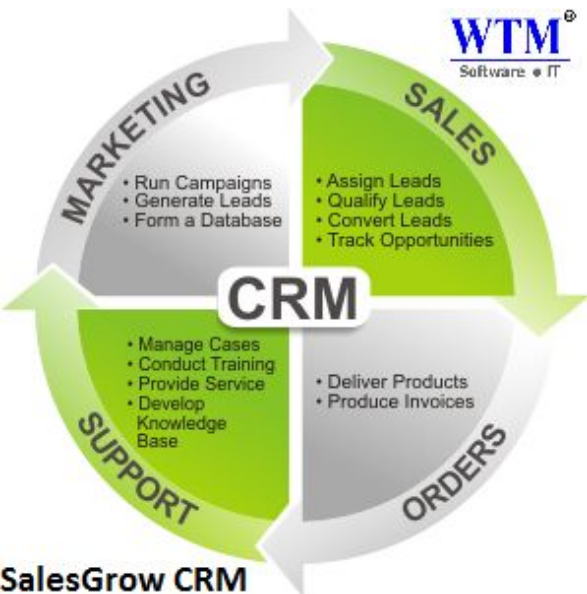 WTM®
Software e IT
MARKETING
• Run Campaigns
• Generate Leads
• Form a Database
SALES
• Assign Leads
• Qualify Leads
• Convert Leads
• Track Opportunities
CRM
SUPPORT
• Manage Cases
• Conduct Training
• Provide Service
• Develop
Knowledge
Base
ORDERS
• Deliver Products
• Produce Invoices
SalesGrow CRM